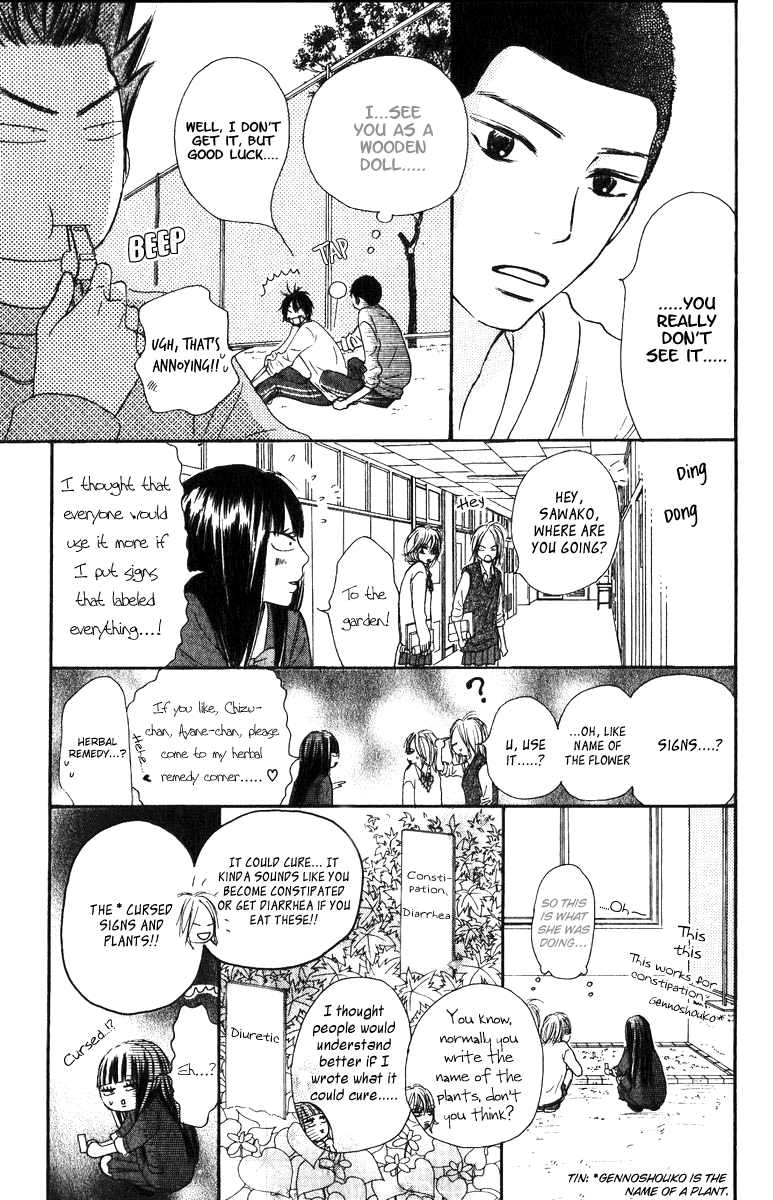 .....YOU
REALLY
DON'T
SEE IT.....
I...SEE
YOU AS A
WOODEN
DOLL.....
WELL, I DON'T
GET IT, BUT
GOOD LUCK....
TAP
BEEP
UGH, THAT'S
ANNOYING!!
Ding
Dong
HEY,
SAWAKO,
WHERE ARE
YOU GOING?
Hey
To the
garden!
I thought that
everyone would
use it more if
I put signs
that labeled
everything...!
SIGNS....?
...OH, LIKE
NAME OF
THE FLOWER
U, USE
IT.....?
?
If you like, Chizu-
chan, Ayane-chan, please
come to my herbal
remedy corner..... ♡
Hehe...
HERBAL
REMEDY...?
This
this
This works for
constipation...
Gennoshouko*
.....Oh~
SO THIS
IS WHAT
SHE WAS
DOING...
TIN: *GENNOSHOUKO IS THE
NAME OF A PLANT.
Consti-
pation,
Diarrhea
You know,
normally you
write the
name of the
plants, don't
you think?
I thought
people would
understand
better if I
wrote what it
could cure.....
Diuretic
IT COULD CURE... IT
KINDA SOUNDS LIKE YOU
BECOME CONSTIPATED
OR GET DIARRHEA IF YOU
EAT THESE!!
THE * CURSED
SIGNS AND
PLANTS!!
Eh...?
Cursed!?